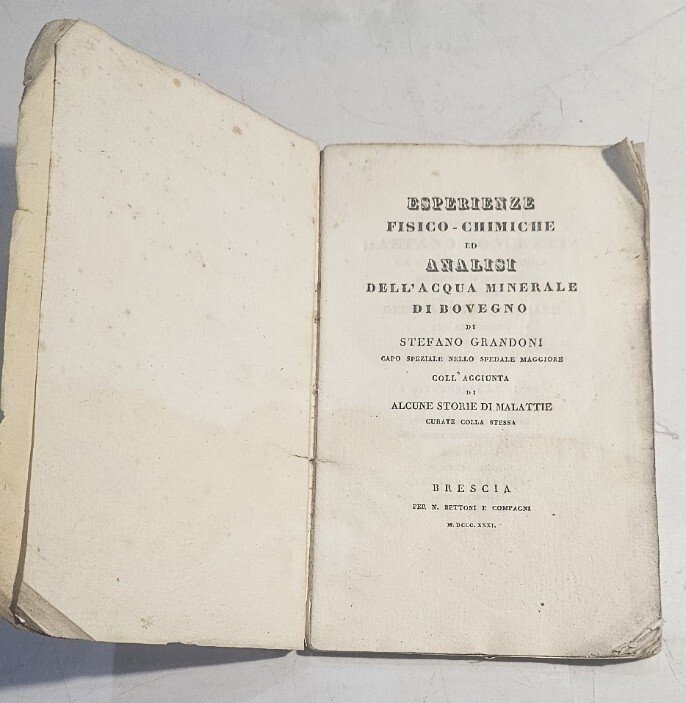 ESPERIENZE
FISICO-CHIMICHE
ED
ANALISI
DELL'ACQUA MINERALE
DI BOVEGNO
DI
STEFANO GRANDONI
CAPO SPEZIALE NELLO SPEDALE MAGGIORE
COLL'AGGIUNTA
DI
ALCUNE STORIE DI MALATTIE
CURATE COLLA STESSA
BRESCIA
PER N. BETTONI E COMPAGNI
M. DCCC. XXXI.